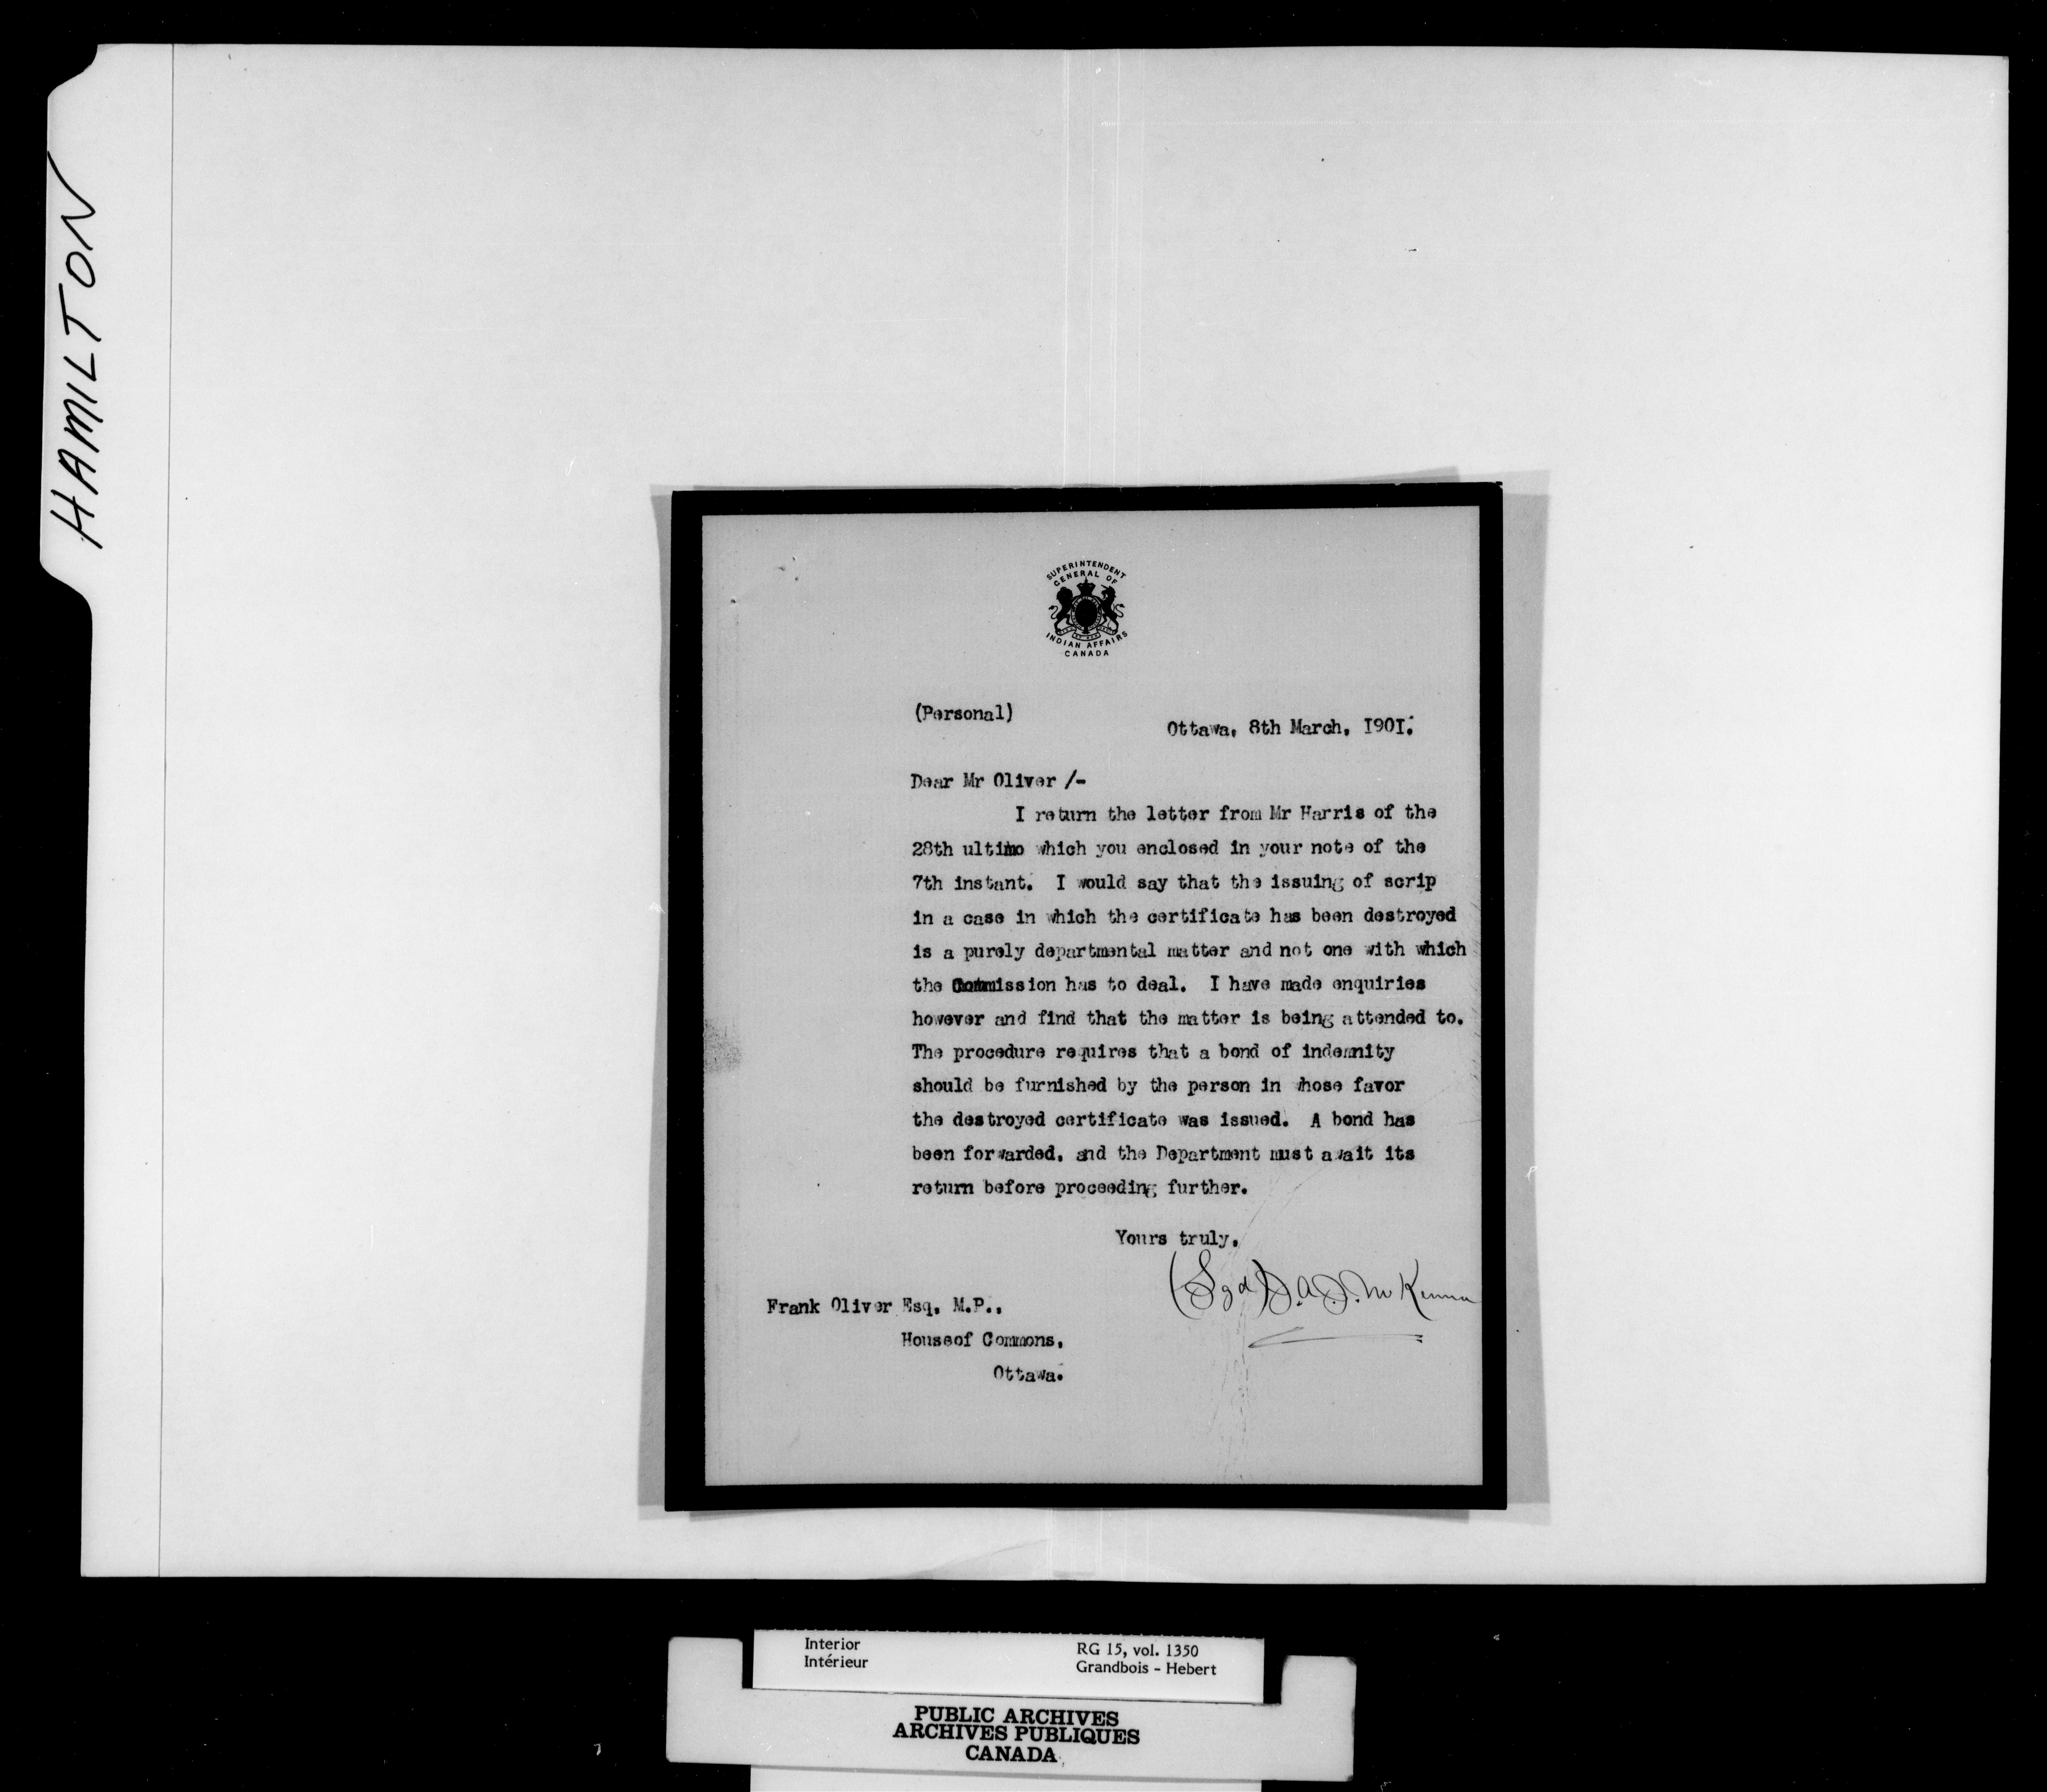 HAMILTON
SUPERINTENDENT
GENERAL OF
INDIAN AFFAIRS
CANADA
(Personal)
Ottawa, 8th March, I90I.
Dear Mr Oliver /-
I return the letter from Mr Harris of the
28th ultimo which you enclosed in your note of the
7th instant. I would say that the issuing of scrip
in a case in which the certificate has been destroyed
is a purely departmental matter and not one with which
the Commission has to deal. I have made enquiries
however and find that the matter is being attended to.
The procedure requires that a bond of indemnity
should be furnished by the person in whose favor
the destroyed certificate was issued. A bond has
been forwarded, and the Department must await its
return before proceeding further.
Yours truly,
(Sgd) J.A.J. McKenna
Frank Oliver Esq, M.P.,
Houseof Commons,
Ottawa.
Interior
Intérieur
RG 15, vol. 1350
Grandbois - Hebert
PUBLIC ARCHIVES
ARCHIVES PUBLIQUES
CANADA